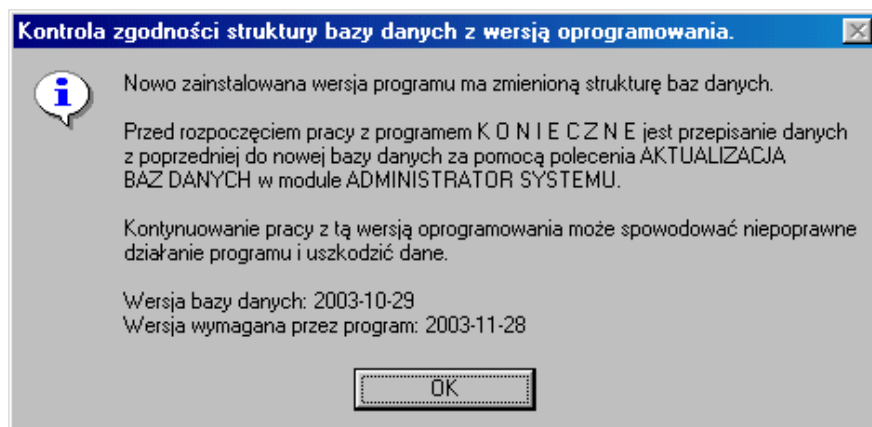 Kontrola zgodności struktury bazy danych z wersją oprogramowania.
Nowo zainstalowana wersja programu ma zmienioną strukturę baz danych.
Przed rozpoczęciem pracy z programem K O N I E C Z N E jest przepisanie danych
z poprzedniej do nowej bazy danych za pomocą polecenia AKTUALIZACJA
BAZ DANYCH w module ADMINISTRATOR SYSTEMU.
Kontynuowanie pracy z tą wersją oprogramowania może spowodować niepoprawne
działanie programu i uszkodzić dane.
Wersja bazy danych: 2003-10-29
Wersja wymagana przez program: 2003-11-28
OK